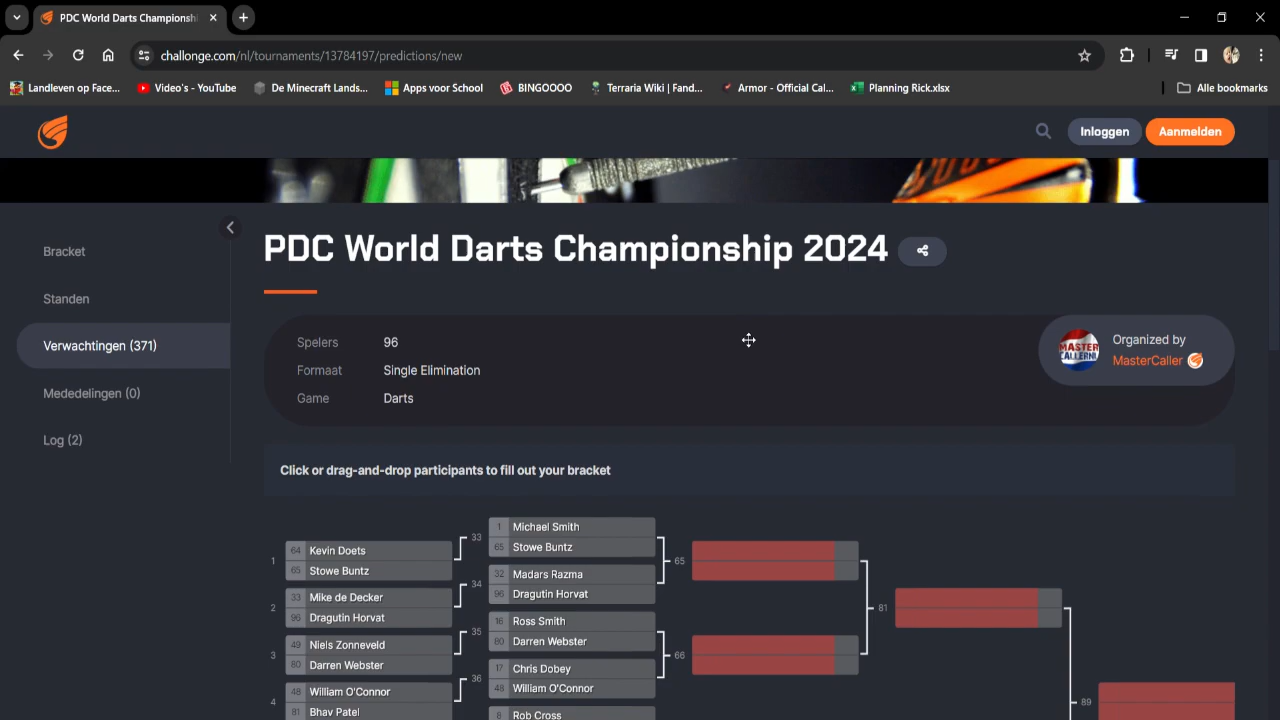 PDC World Darts Championshi
challonge.com/nl/tournaments/13784197/predictions/new
Landleven op Face...
Video's - YouTube
De Minecraft Lands...
Apps voor School
BINGOOOO
Terraria Wiki | Fand...
Armor - Official Cal...
Planning Rick.xlsx
All bookmarks
Inloggen
Aanmelden
Bracket
Standen
Verwachtingen (371)
Mededelingen (0)
Log (2)
PDC World Darts Championship 2024
Spelers 96
Formaat Single Elimination
Game Darts
MASTER
CALLERNL
Organized by
MasterCaller
Click or drag-and-drop participants to fill out your bracket
1
64 Kevin Doets
65 Stowe Buntz
2
33 Mike de Decker
96 Dragutin Horvat
3
49 Niels Zonneveld
80 Darren Webster
4
48 William O'Connor
81 Bhav Patel
33
1 Michael Smith
65 Stowe Buntz
34
32 Madars Razma
96 Dragutin Horvat
35
16 Ross Smith
80 Darren Webster
36
17 Chris Dobey
48 William O'Connor
8 Rob Cross
65
66
81
89